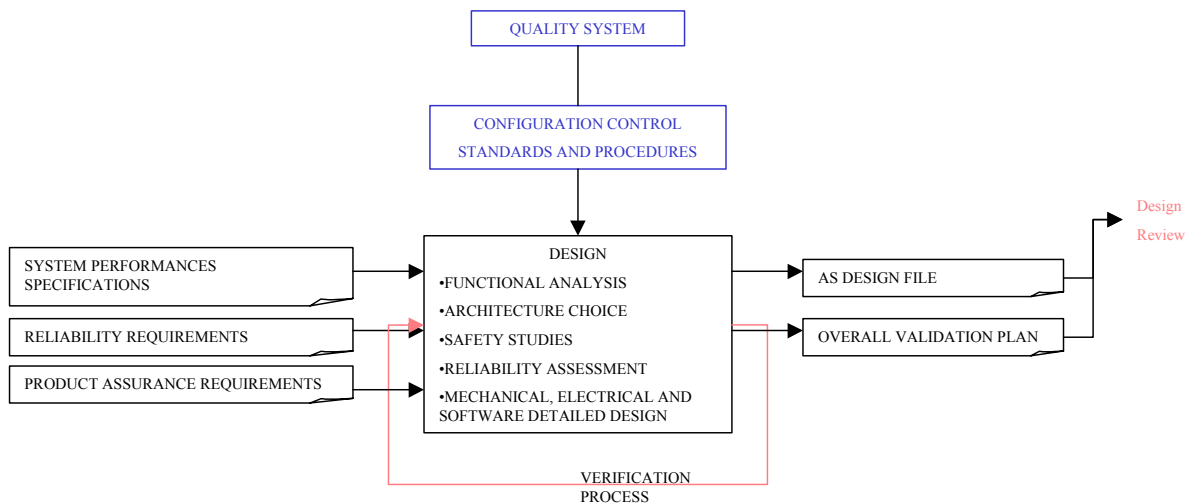 QUALITY SYSTEM
CONFIGURATION CONTROL
STANDARDS AND PROCEDURES
Design
Review
SYSTEM PERFORMANCES
SPECIFICATIONS
RELIABILITY REQUIREMENTS
PRODUCT ASSURANCE REQUIREMENTS
DESIGN
•FUNCTIONAL ANALYSIS
•ARCHITECTURE CHOICE
•SAFETY STUDIES
•RELIABILITY ASSESSMENT
•MECHANICAL, ELECTRICAL AND
SOFTWARE DETAILED DESIGN
AS DESIGN FILE
OVERALL VALIDATION PLAN
VERIFICATION
PROCESS